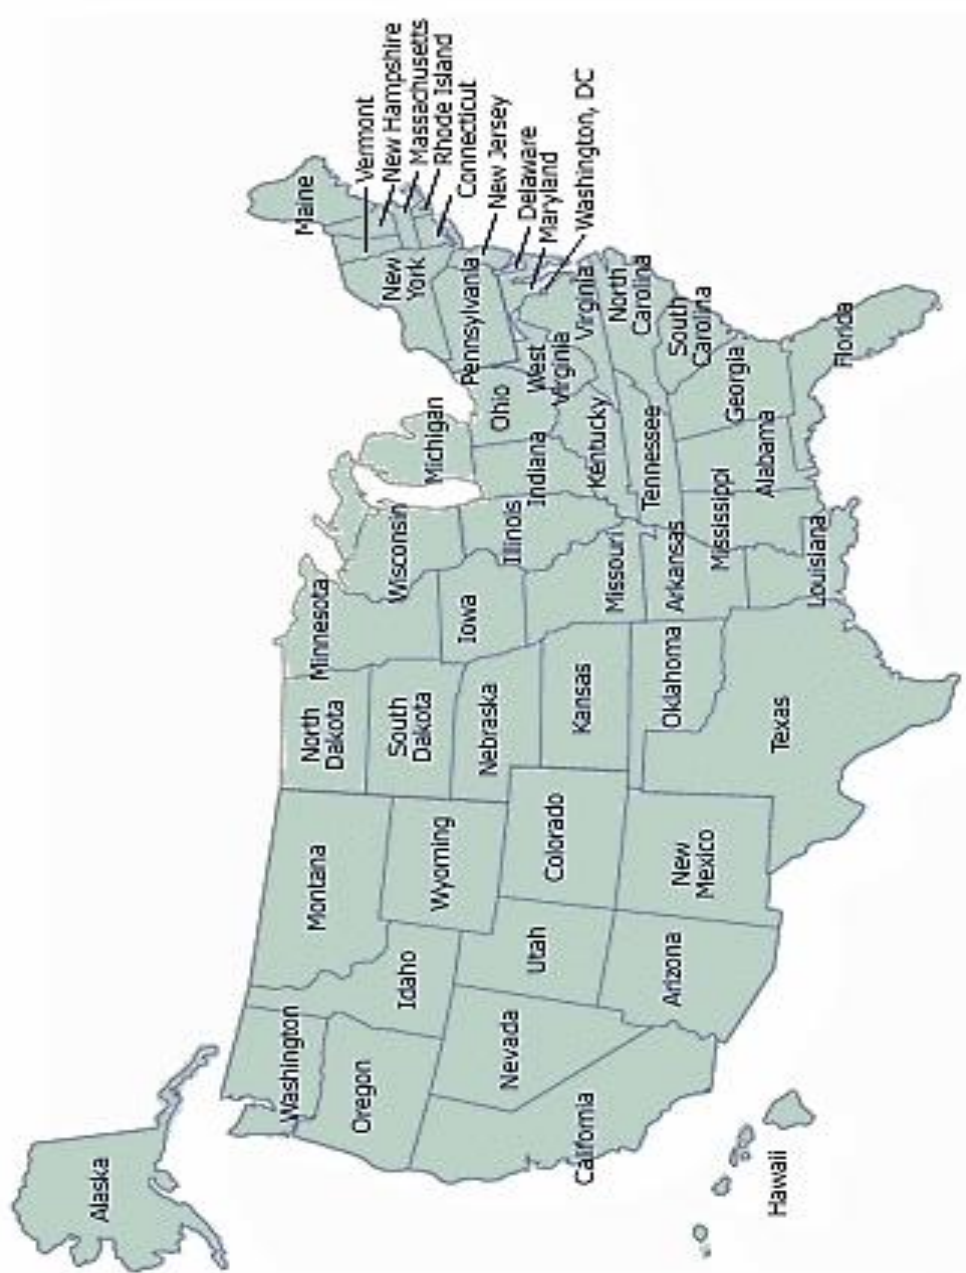 Alaska
Hawaii
Washington
Oregon
California
Nevada
Idaho
Montana
Wyoming
Utah
Arizona
Colorado
New
Mexico
North
Dakota
South
Dakota
Nebraska
Kansas
Oklahoma
Texas
Minnesota
Iowa
Missouri
Arkansas
Louisiana
Wisconsin
Illinois
Mississippi
Michigan
Indiana
Kentucky
Tennessee
Alabama
Ohio
West
Virginia
Georgia
Florida
Pennsylvania
Virginia
North
Carolina
South
Carolina
New
York
Maine
Vermont
New Hampshire
Massachusetts
Rhode Island
Connecticut
New Jersey
Delaware
Maryland
Washington, DC